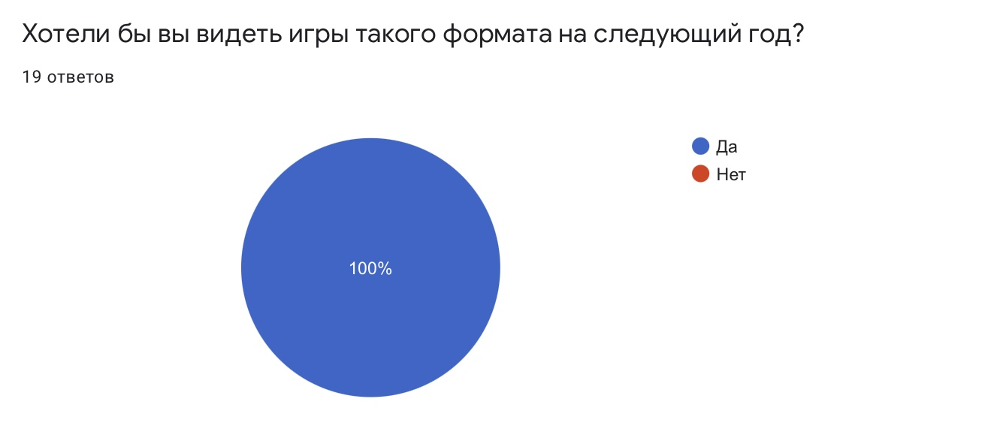 Хотели бы вы видеть игры такого формата на следующий год?
19 ответов
Да
Нет
100%